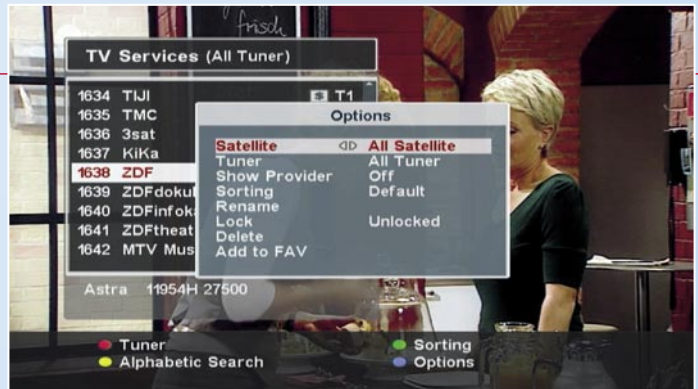 frisch
TV Services (All Tuner)
1634 TIJI $ T1
1635 TMC
1636 3sat
1637 KiKa
1638 ZDF
1639 ZDFdoku
1640 ZDFinfok
1641 ZDFtheat
1642 MTV Mus
Options
Satellite All Satellite
Tuner All Tuner
Show Provider Off
Sorting Default
Rename
Lock Unlocked
Delete
Add to FAV
Astra 11954H 27500
Tuner Sorting
Alphabetic Search Options